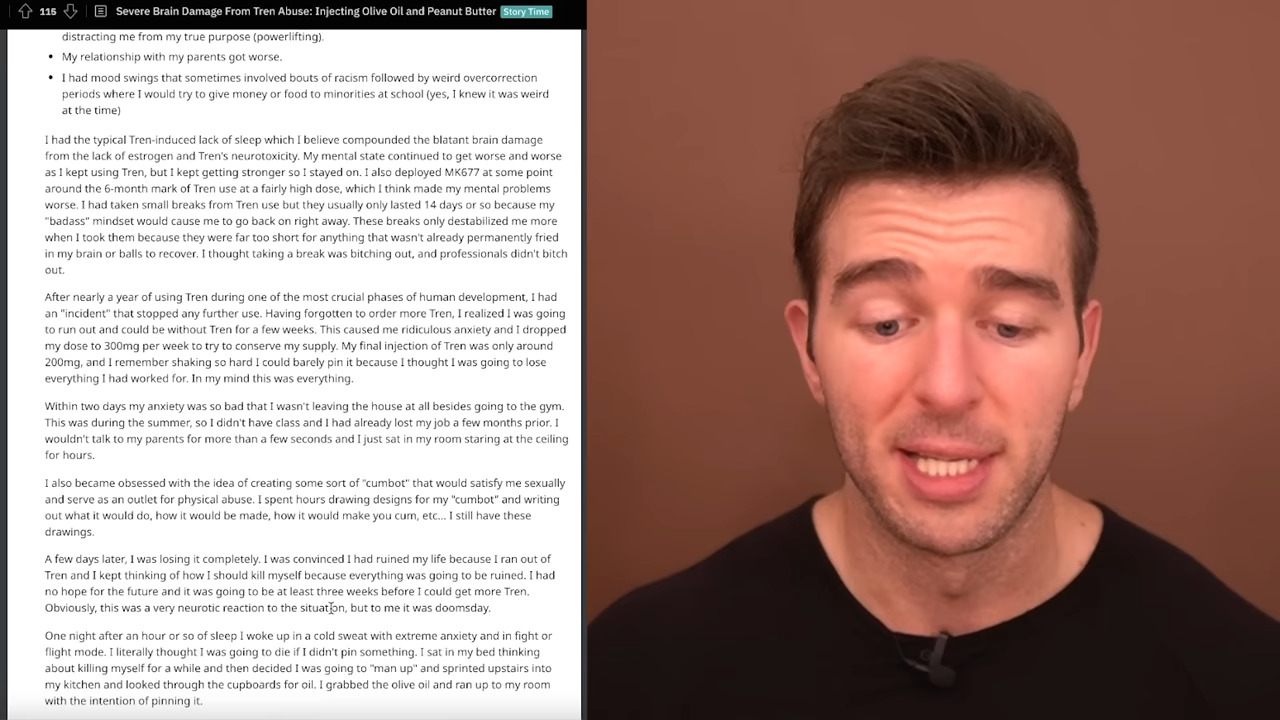 115 Severe Brain Damage From Tren Abuse: Injecting Olive Oil and Peanut Butter Story Time
distracting me from my true purpose (powerlifting).
• My relationship with my parents got worse.
• I had mood swings that sometimes involved bouts of racism followed by weird overcorrection
periods where I would try to give money or food to minorities at school (yes, I knew it was weird
at the time)
I had the typical Tren-induced lack of sleep which I believe compounded the blatant brain damage
from the lack of estrogen and Tren's neurotoxicity. My mental state continued to get worse and worse
as I kept using Tren, but I kept getting stronger so I stayed on. I also deployed MK677 at some point
around the 6-month mark of Tren use at a fairly high dose, which I think made my mental problems
worse. I had taken small breaks from Tren use but they usually only lasted 14 days or so because my
"badass" mindset would cause me to go back on right away. These breaks only destabilized me more
when I took them because they were far too short for anything that wasn't already permanently fried
in my brain or balls to recover. I thought taking a break was bitching out, and professionals didn't bitch
out.
After nearly a year of using Tren during one of the most crucial phases of human development, I had
an "incident" that stopped any further use. Having forgotten to order more Tren, I realized I was going
to run out and could be without Tren for a few weeks. This caused me ridiculous anxiety and I dropped
my dose to 300mg per week to try to conserve my supply. My final injection of Tren was only around
200mg, and I remember shaking so hard I could barely pin it because I thought I was going to lose
everything I had worked for. In my mind this was everything.
Within two days my anxiety was so bad that I wasn't leaving the house at all besides going to the gym.
This was during the summer, so I didn't have class and I had already lost my job a few months prior. I
wouldn't talk to my parents for more than a few seconds and I just sat in my room staring at the ceiling
for hours.
I also became obsessed with the idea of creating some sort of "cumbot" that would satisfy me sexually
and serve as an outlet for physical abuse. I spent hours drawing designs for my "cumbot" and writing
out what it would do, how it would be made, how it would make you cum, etc... I still have these
drawings.
A few days later, I was losing it completely. I was convinced I had ruined my life because I ran out of
Tren and I kept thinking of how I should kill myself because everything was going to be ruined. I had
no hope for the future and it was going to be at least three weeks before I could get more Tren.
Obviously, this was a very neurotic reaction to the situation, but to me it was doomsday.
One night after an hour or so of sleep I woke up in a cold sweat with extreme anxiety and in fight or
flight mode. I literally thought I was going to die if I didn't pin something. I sat in my bed thinking
about killing myself for a while and then decided I was going to "man up" and sprinted upstairs into
my kitchen and looked through the cupboards for oil. I grabbed the olive oil and ran up to my room
with the intention of pinning it.